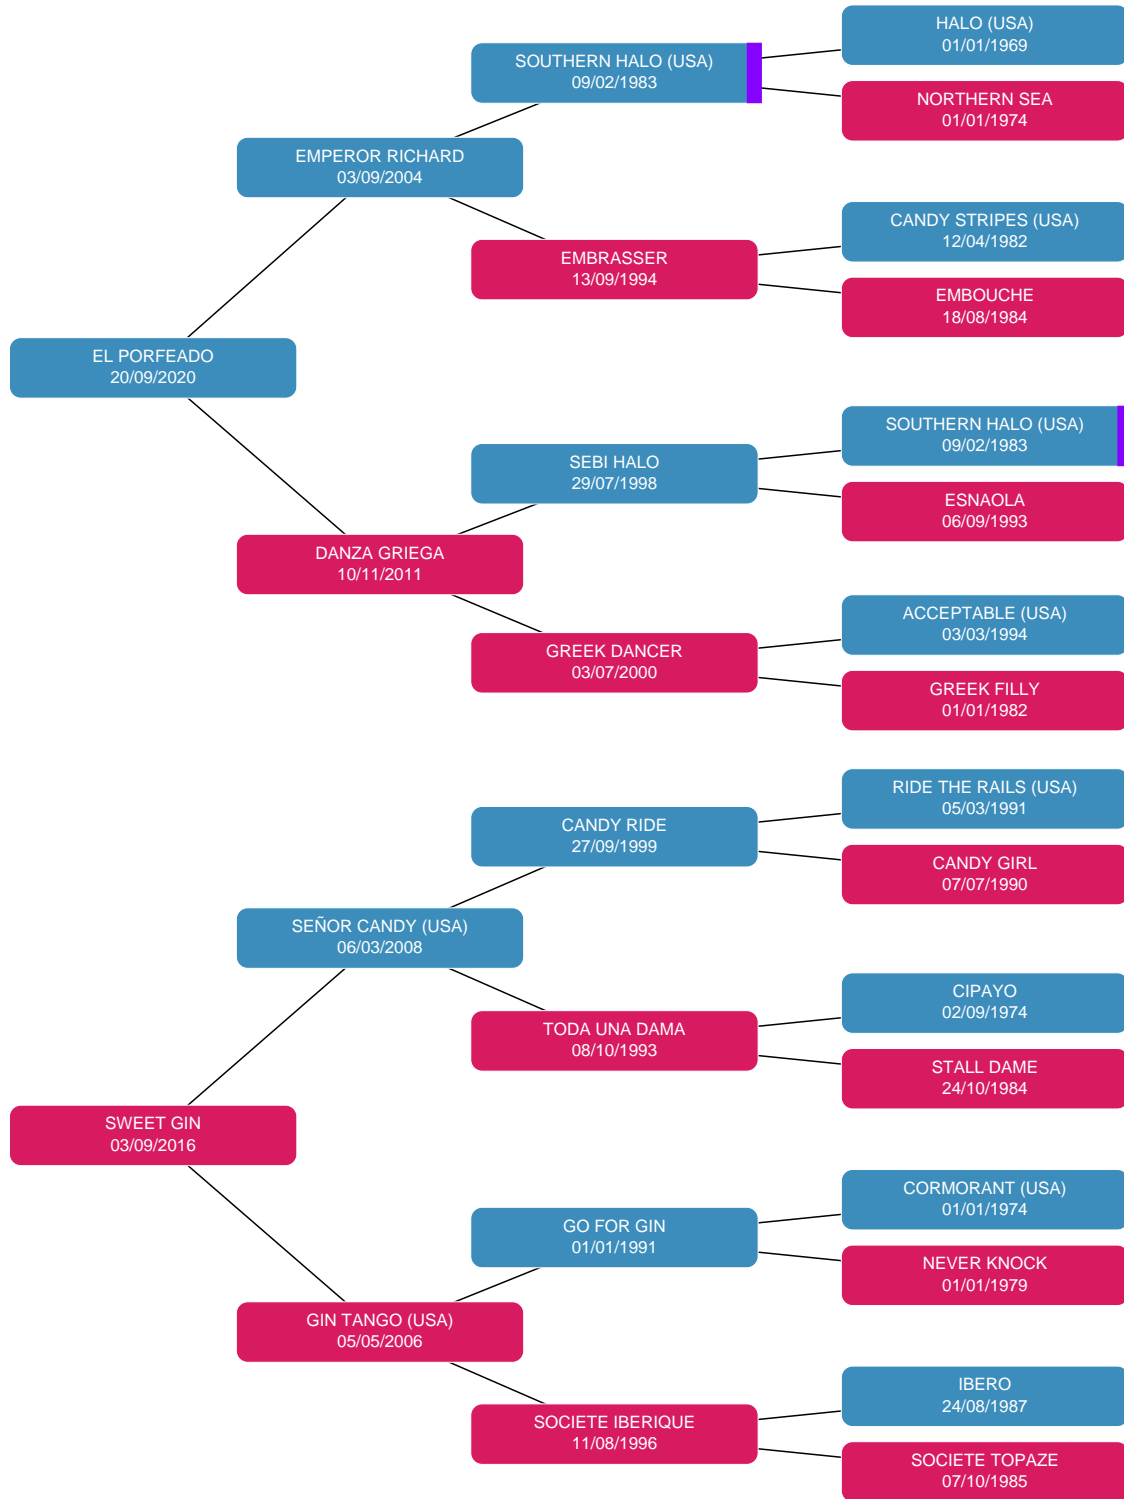 HALO (USA)
01/01/1969
SOUTHERN HALO (USA)
09/02/1983
NORTHERN SEA
01/01/1974
EMPEROR RICHARD
03/09/2004
CANDY STRIPES (USA)
12/04/1982
EMBRASSER
13/09/1994
EMBOUCHE
18/08/1984
EL PORFEADO
20/09/2020
SOUTHERN HALO (USA)
09/02/1983
SEBI HALO
29/07/1998
ESNAOLA
06/09/1993
DANZA GRIEGA
10/11/2011
ACCEPTABLE (USA)
03/03/1994
GREEK DANCER
03/07/2000
GREEK FILLY
01/01/1982
RIDE THE RAILS (USA)
05/03/1991
CANDY RIDE
27/09/1999
CANDY GIRL
07/07/1990
SEÑOR CANDY (USA)
06/03/2008
CIPAYO
02/09/1974
TODA UNA DAMA
08/10/1993
STALL DAME
24/10/1984
SWEET GIN
03/09/2016
CORMORANT (USA)
01/01/1974
GO FOR GIN
01/01/1991
NEVER KNOCK
01/01/1979
GIN TANGO (USA)
05/05/2006
IBERO
24/08/1987
SOCIETE IBERIQUE
11/08/1996
SOCIETE TOPAZE
07/10/1985